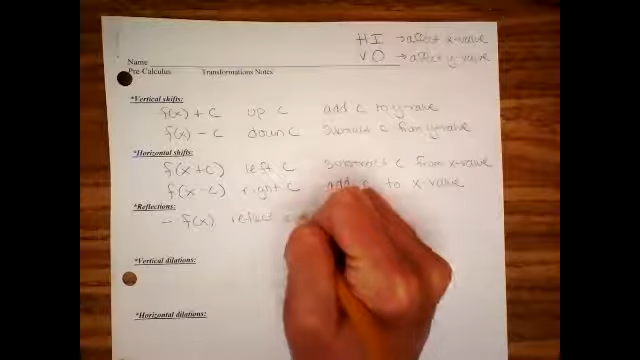 HI → affect x-value
VO → affect y-value
Name
Pre-Calculus Transformations Notes
*Vertical shifts:
f(x) + c up c add c to y-value
f(x) - c down c subtract c from y-value
*Horizontal shifts:
f(x+c) left c subtract c from x-value
f(x-c) right c add c to x-value
*Reflections:
- f(x) reflect
*Vertical dilations:
*Horizontal dilations: